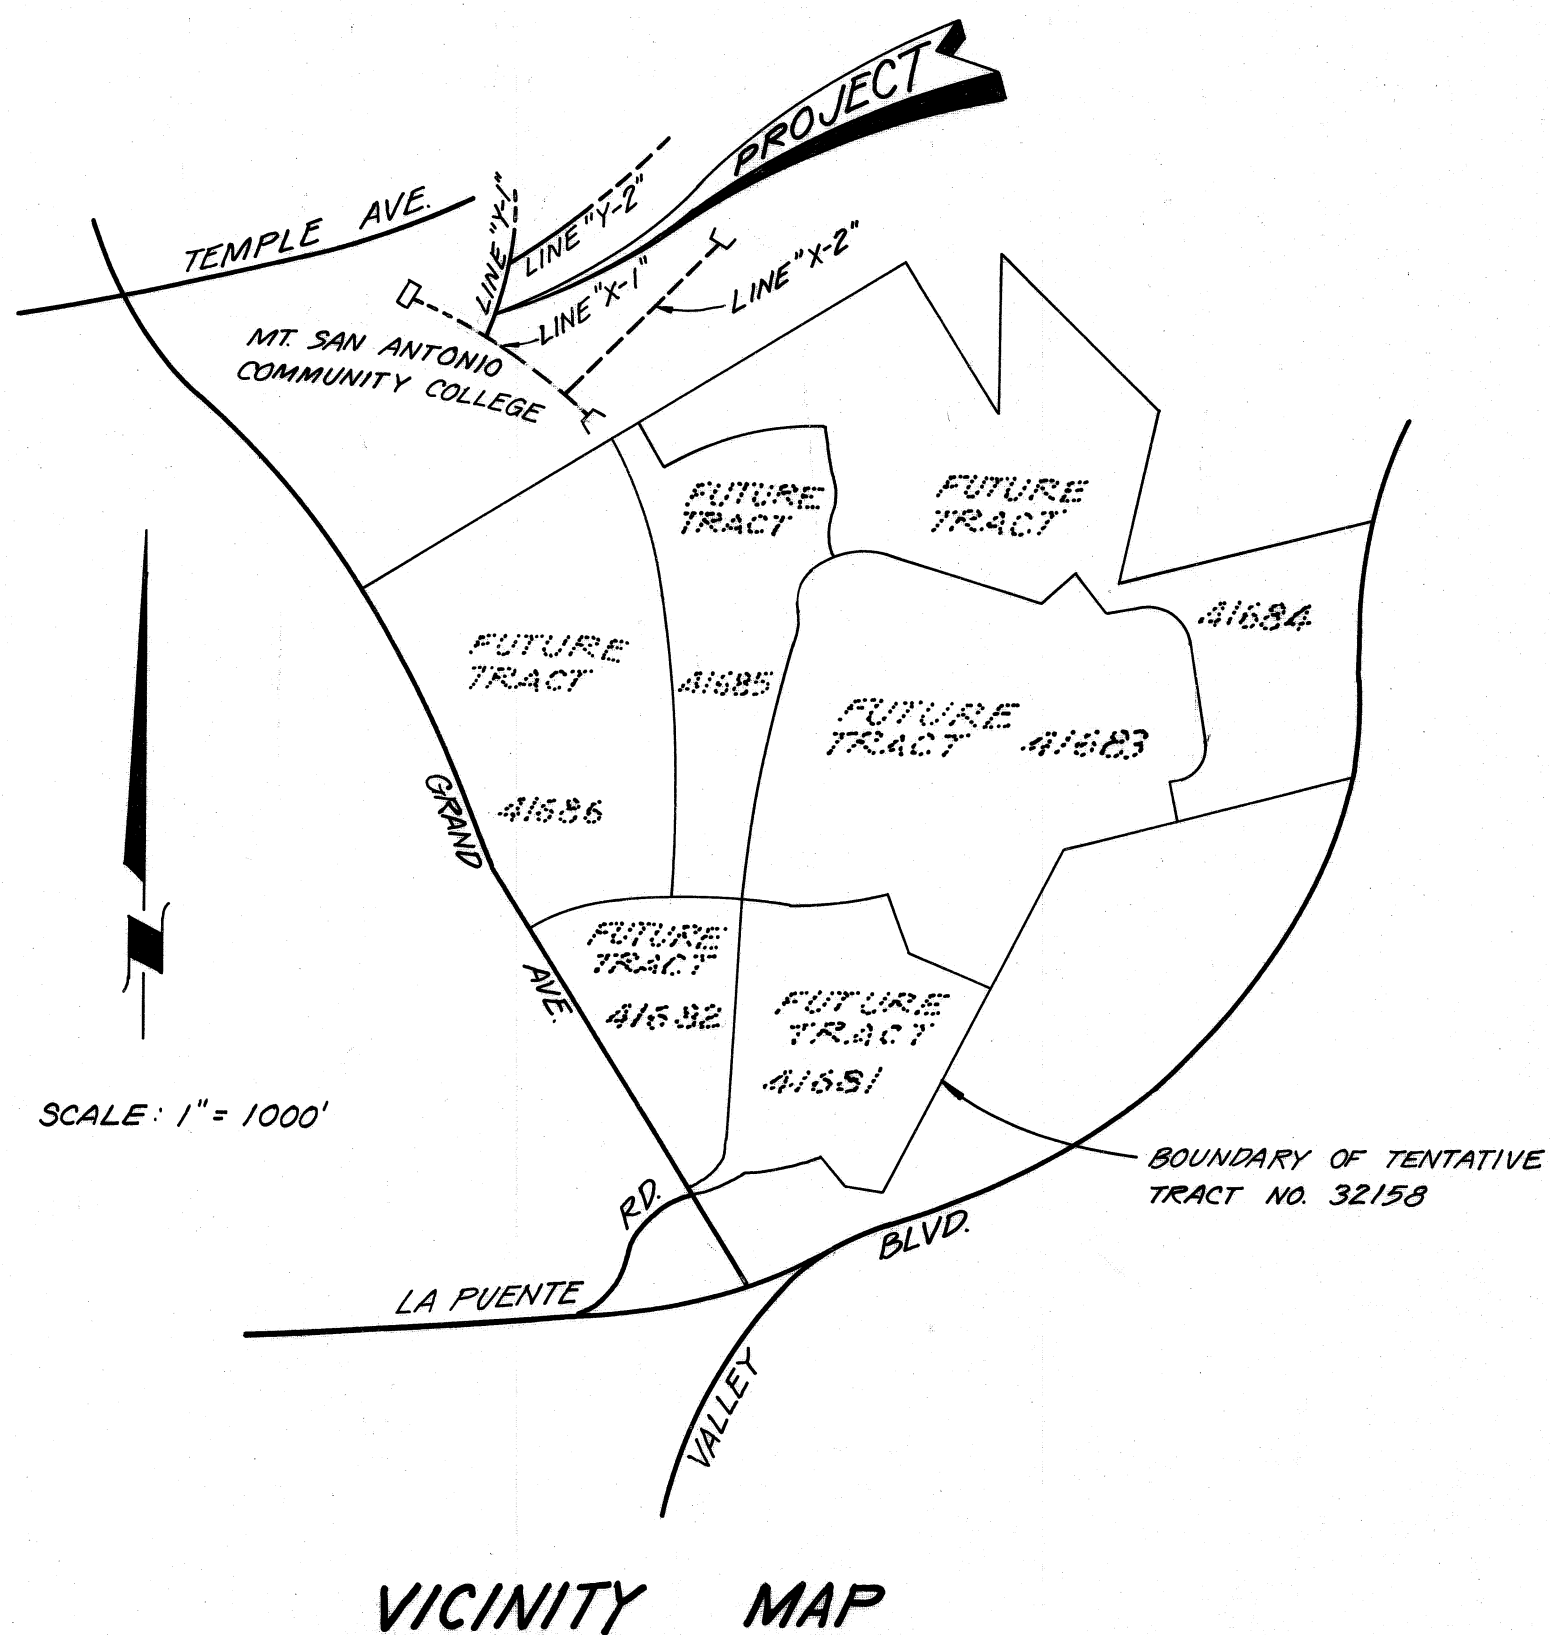 PROJECT
TEMPLE AVE.
LINE "Y-1"
LINE "Y-2"
LINE "X-1"
LINE "X-2"
MT. SAN ANTONIO
COMMUNITY COLLEGE
FUTURE
TRACT
41685
FUTURE
TRACT
41684
FUTURE
TRACT
41686
FUTURE
TRACT 41683
GRAND
AVE.
FUTURE
TRACT
41682
FUTURE
TRACT
41681
SCALE: 1" = 1000'
BOUNDARY OF TENTATIVE
TRACT NO. 32158
LA PUENTE
RD.
VALLEY
BLVD.
VICINITY MAP